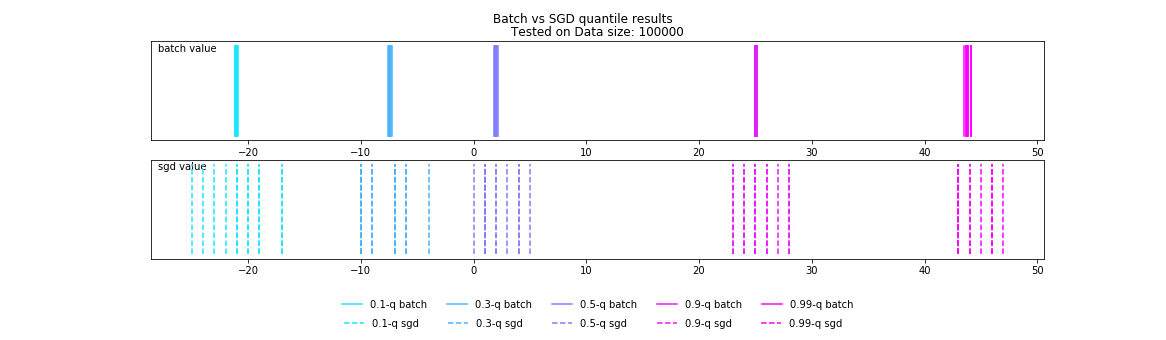 Batch vs SGD quantile results
Tested on Data size: 100000
batch value
−20 −10 0 10 20 30 40 50
sgd value
−20 −10 0 10 20 30 40 50
0.1-q batch 0.3-q batch 0.5-q batch 0.9-q batch 0.99-q batch
0.1-q sgd 0.3-q sgd 0.5-q sgd 0.9-q sgd 0.99-q sgd